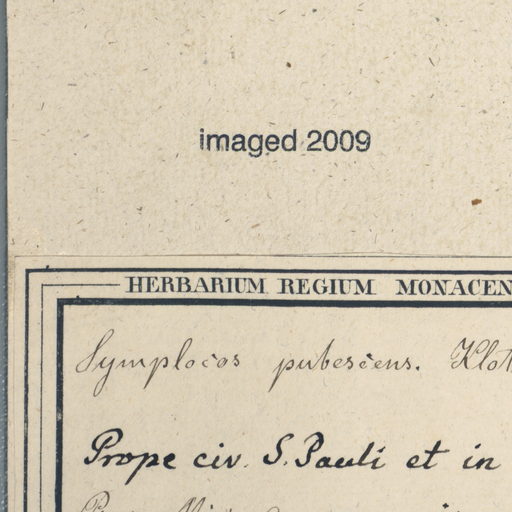 imaged 2009
HERBARIUM REGIUM MONACEN
Symplocos pubescens. Klot
Prope civ. S. Pauli et in